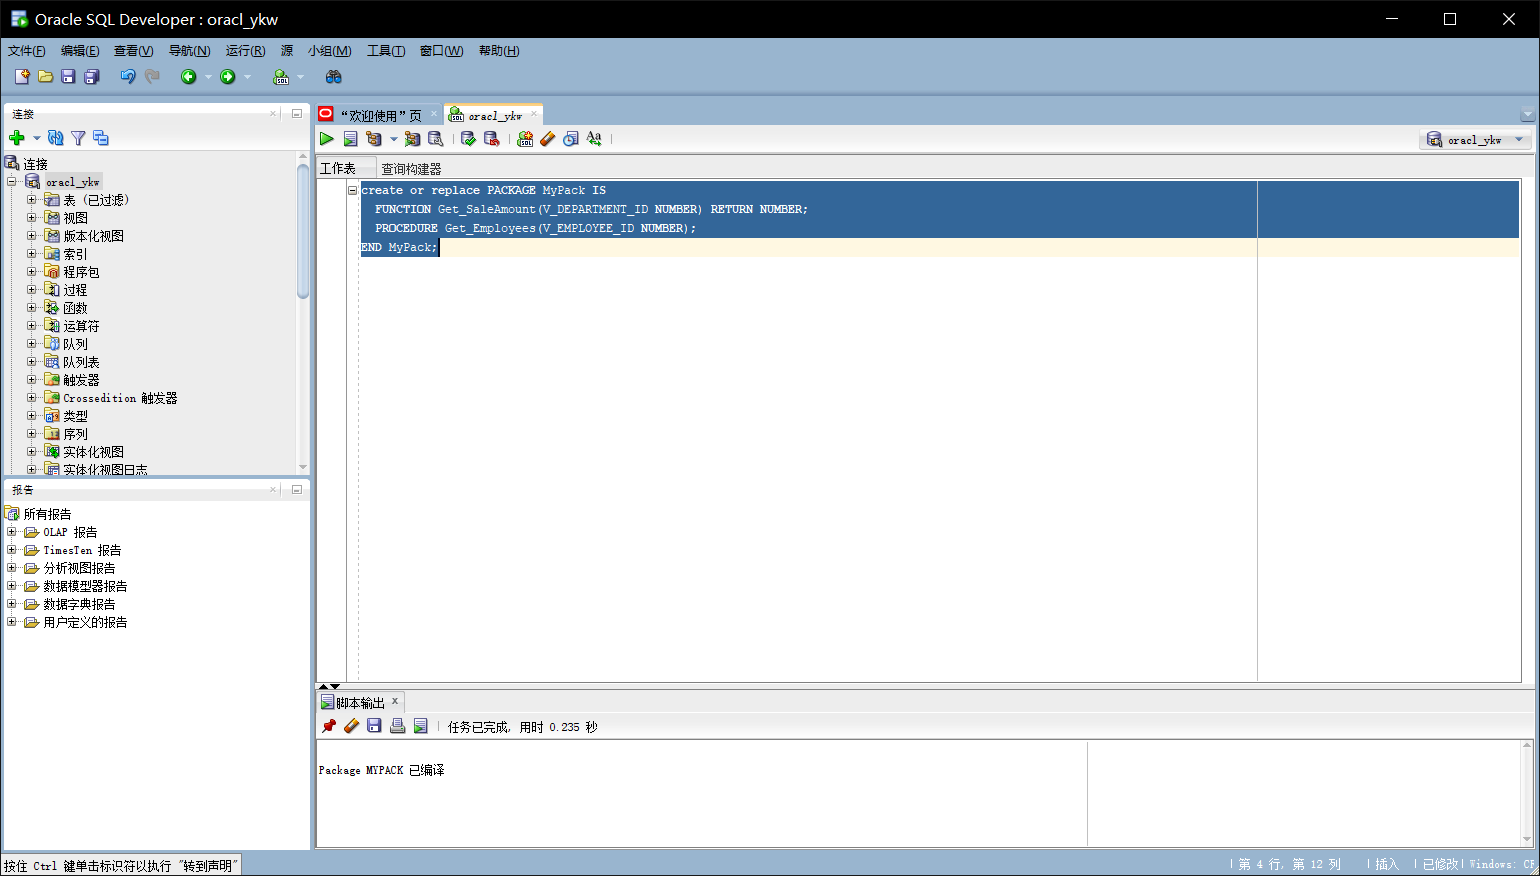 Oracle SQL Developer : oracl_ykw
文件(F) 编辑(E) 查看(V) 导航(N) 运行(R) 源 小组(M) 工具(T) 窗口(W) 帮助(H)
连接
连接
oracl_ykw
表 (已过滤)
视图
版本化视图
索引
程序包
过程
函数
运算符
队列
队列表
触发器
Crossedition 触发器
类型
序列
实体化视图
实体化视图日志
报告
所有报告
OLAP 报告
TimesTen 报告
分析视图报告
数据模型器报告
数据字典报告
用户定义的报告
“欢迎使用”页 oracl_ykw
oracl_ykw
工作表 查询构建器
create or replace PACKAGE MyPack IS
FUNCTION Get_SaleAmount(V_DEPARTMENT_ID NUMBER) RETURN NUMBER;
PROCEDURE Get_Employees(V_EMPLOYEE_ID NUMBER);
END MyPack;
脚本输出
任务已完成, 用时 0.235 秒
Package MYPACK 已编译
按住 Ctrl 键单击标识符以执行 "转到声明"
第 4 行, 第 12 列 插入 已修改 Windows: CF